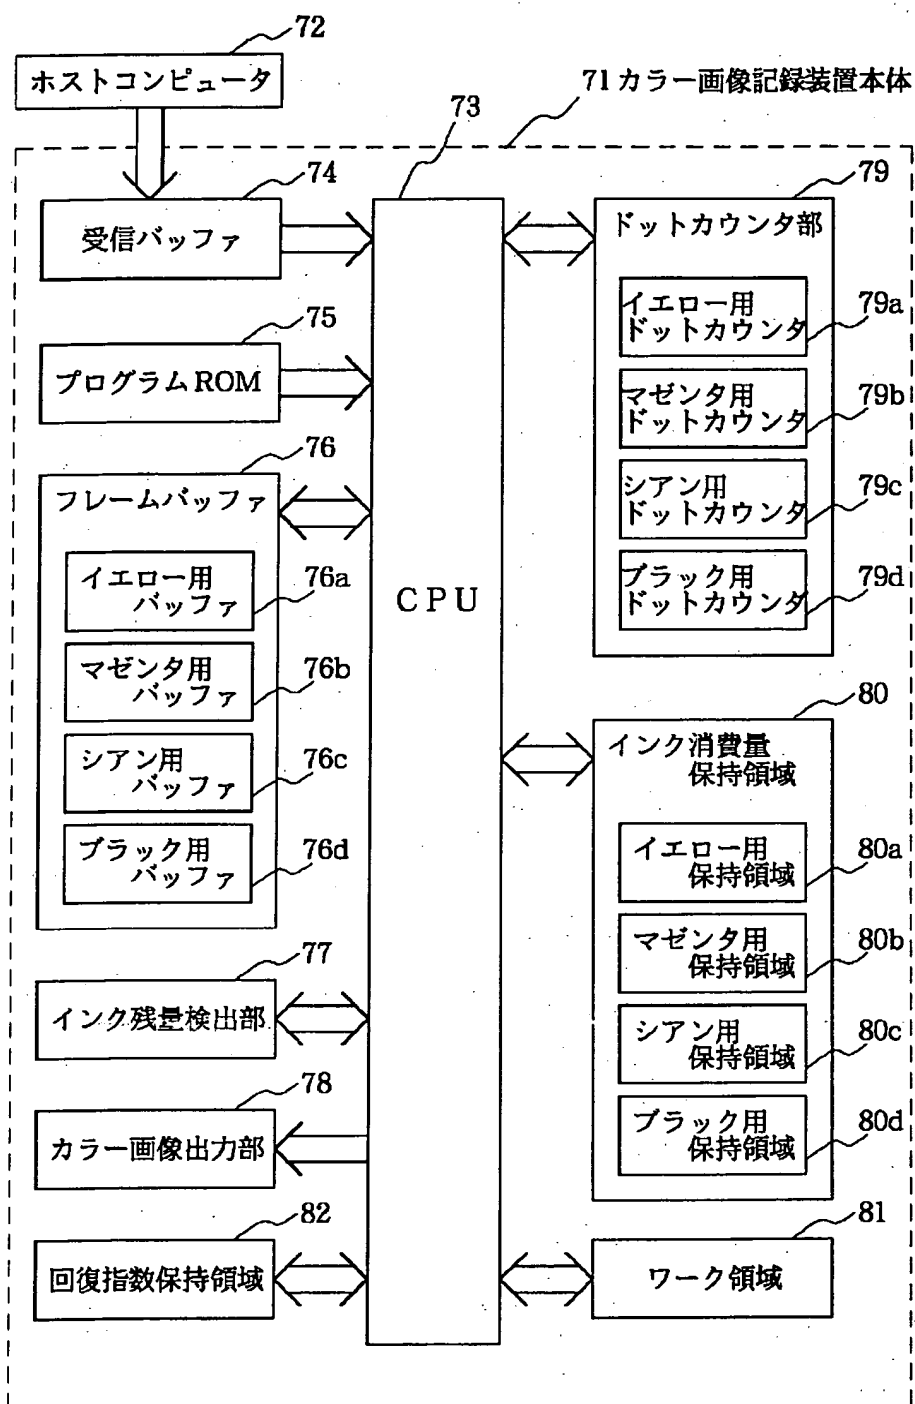 72
ホストコンピュータ
71カラー画像記録装置本体
73
74
受信バッファ
75
プログラムROM
76
フレームバッファ
イエロー用
バッファ
76a
マゼンタ用
バッファ
76b
シアン用
バッファ
76c
ブラック用
バッファ
76d
77
インク残量検出部
78
カラー画像出力部
82
回復指数保持領域
CPU
79
ドットカウンタ部
イエロー用
ドットカウンタ
79a
マゼンタ用
ドットカウンタ
79b
シアン用
ドットカウンタ
79c
ブラック用
ドットカウンタ
79d
80
インク消費量
保持領域
イエロー用
保持領域
80a
マゼンタ用
保持領域
80b
シアン用
保持領域
80c
ブラック用
保持領域
80d
81
ワーク領域